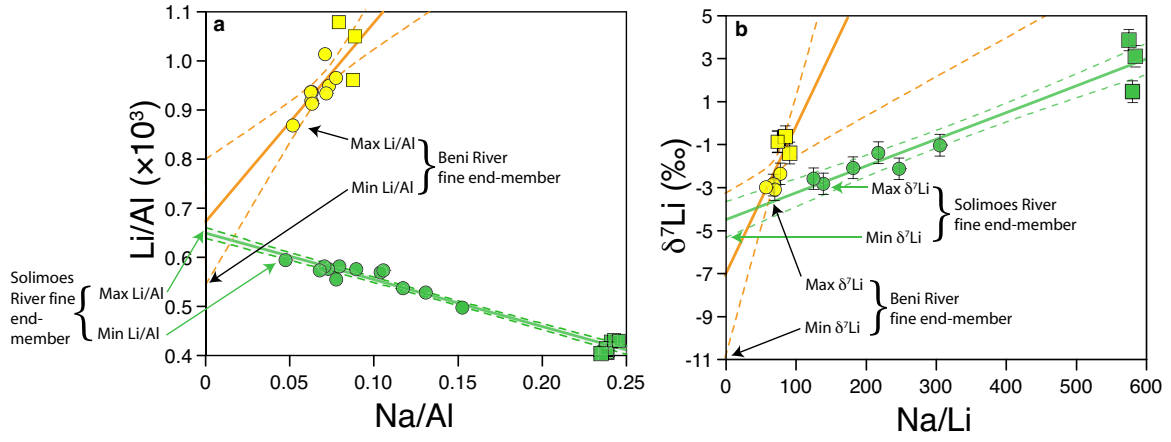 a
1.1
1.0
0.9
0.8
0.7
0.6
0.5
0.4
Li/Al (×10³)
0
0.05
0.10
0.15
0.20
0.25
Na/Al
Max Li/Al
Min Li/Al
Beni River
fine end-member
Solimoes
River fine
end-
member
Max Li/Al
Min Li/Al
b
5
3
1
-1
-3
-5
-7
-9
-11
δ⁷Li (‰)
0
100
200
300
400
500
600
Na/Li
Max δ⁷Li
Min δ⁷Li
Solimoes River
fine end-member
Max δ⁷Li
Min δ⁷Li
Beni River
fine end-member